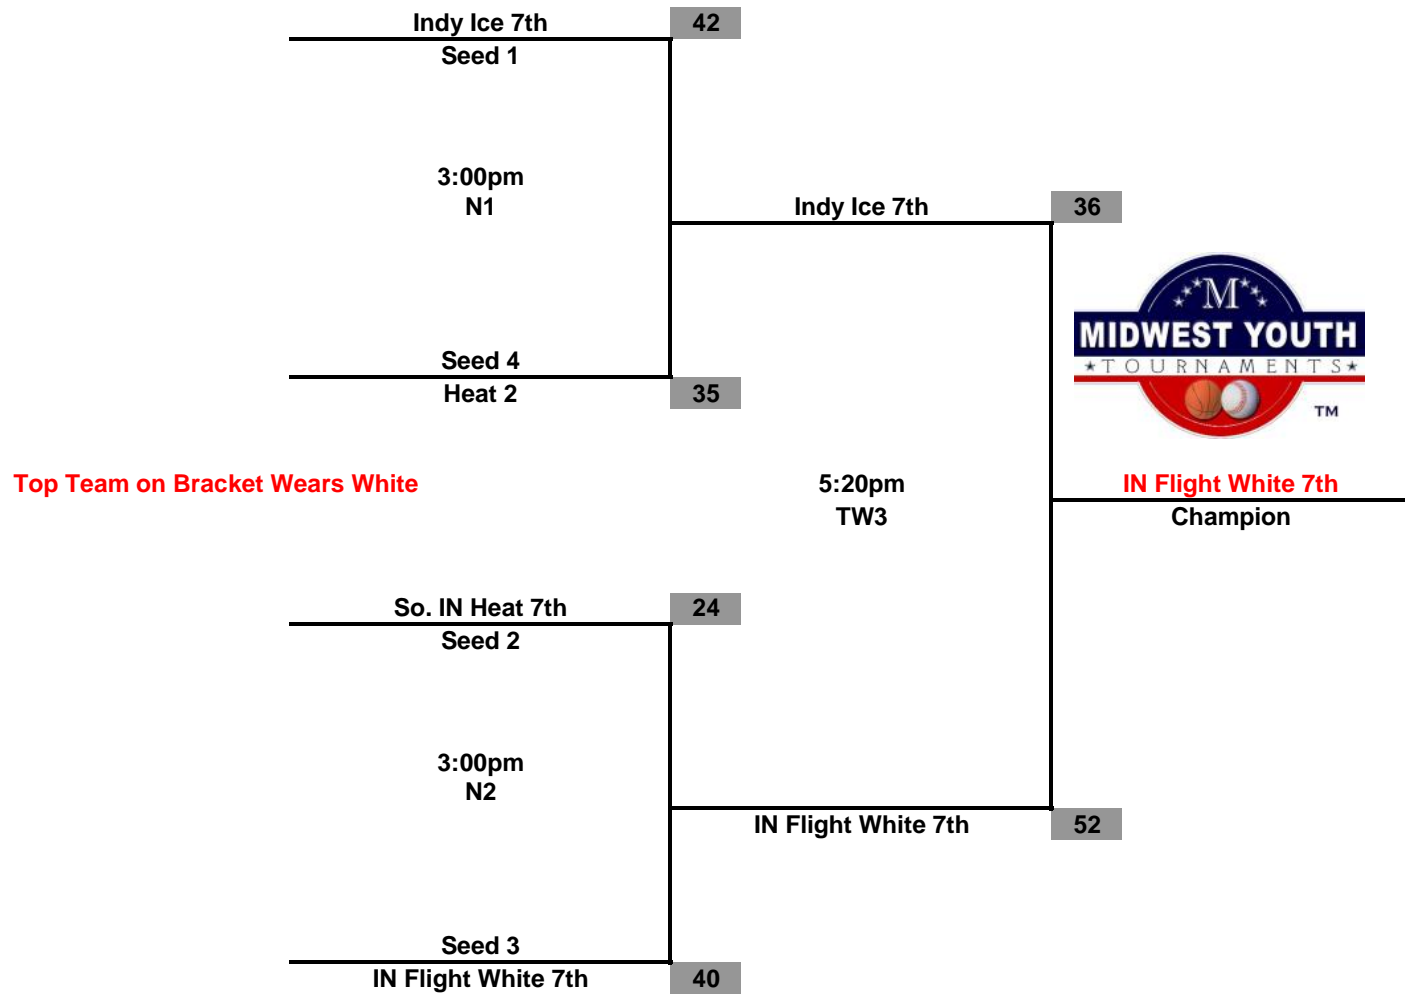 Indy Ice 7th 42
Seed 1
3:00pm
N1
Indy Ice 7th 36
M
MIDWEST YOUTH
★TOURNAMENTS★
TM
Seed 4
Heat 2 35
Top Team on Bracket Wears White
5:20pm
TW3
IN Flight White 7th
Champion
So. IN Heat 7th 24
Seed 2
3:00pm
N2
IN Flight White 7th 52
Seed 3
IN Flight White 7th 40